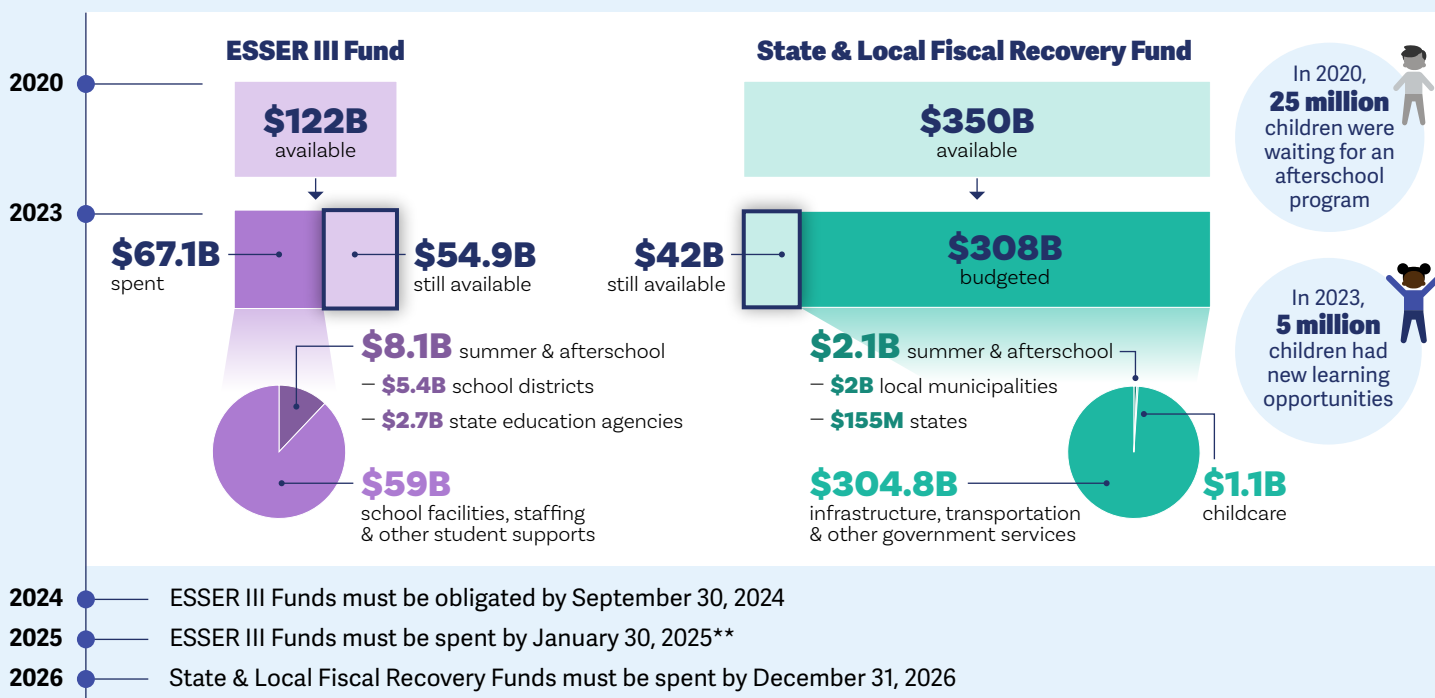 ESSER III Fund
State & Local Fiscal Recovery Fund
2020
$122B
available
$350B
available
In 2020,
25 million
children were
waiting for an
afterschool
program
2023
$67.1B
spent
$54.9B
still available
$42B
still available
$308B
budgeted
In 2023,
5 million
children had
new learning
opportunities
$8.1B summer & afterschool
– $5.4B school districts
– $2.7B state education agencies
$59B
school facilities, staffing
& other student supports
$2.1B summer & afterschool
– $2B local municipalities
– $155M states
$304.8B
infrastructure, transportation
& other government services
$1.1B
childcare
2024 ESSER III Funds must be obligated by September 30, 2024
2025 ESSER III Funds must be spent by January 30, 2025**
2026 State & Local Fiscal Recovery Funds must be spent by December 31, 2026